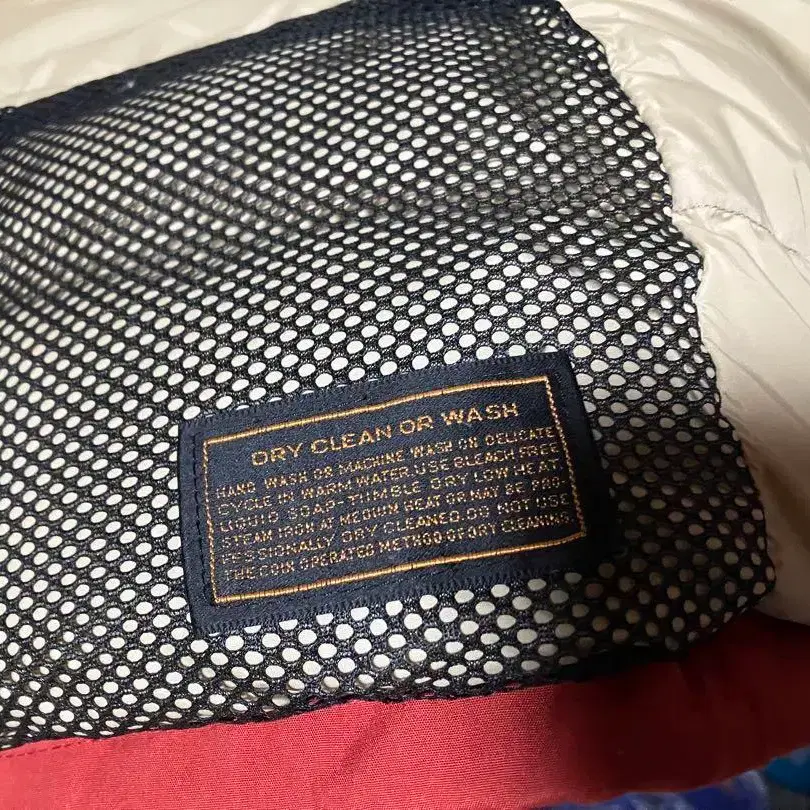 DRY CLEAN OR WASH
HAND WASH OR MACHINE WASH ON DELICATE
CYCLE IN WARM WATER. USE BLEACH FREE
LIQUID SOAP. TUMBLE DRY LOW HEAT
STEAM IRON AT MEDIUM HEAT OR MAY BE PRO-
FESSIONALLY DRY CLEANED. DO NOT USE
THE COIN OPERATED METHOD OF DRY CLEANING